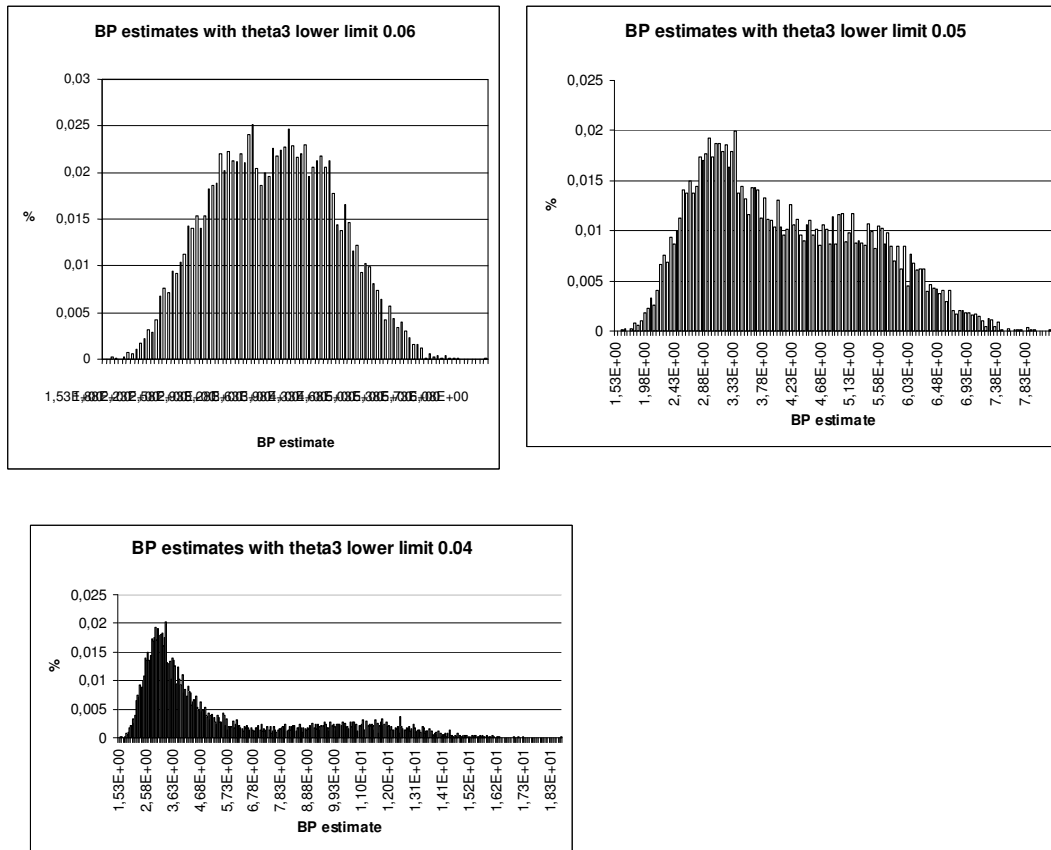 BP estimates with theta3 lower limit 0.06
0,03
0,025
0,02
0,015
0,01
0,005
0
%
BP estimate
BP estimates with theta3 lower limit 0.05
0,025
0,02
0,015
0,01
0,005
0
%
1,53E+00
1,98E+00
2,43E+00
2,88E+00
3,33E+00
3,78E+00
4,23E+00
4,68E+00
5,13E+00
5,58E+00
6,03E+00
6,48E+00
6,93E+00
7,38E+00
7,83E+00
BP estimate
BP estimates with theta3 lower limit 0.04
0,025
0,02
0,015
0,01
0,005
0
%
1,53E+00
2,58E+00
3,63E+00
4,68E+00
5,73E+00
6,78E+00
7,83E+00
8,88E+00
9,93E+00
1,10E+01
1,20E+01
1,31E+01
1,41E+01
1,52E+01
1,62E+01
1,73E+01
1,83E+01
BP estimate